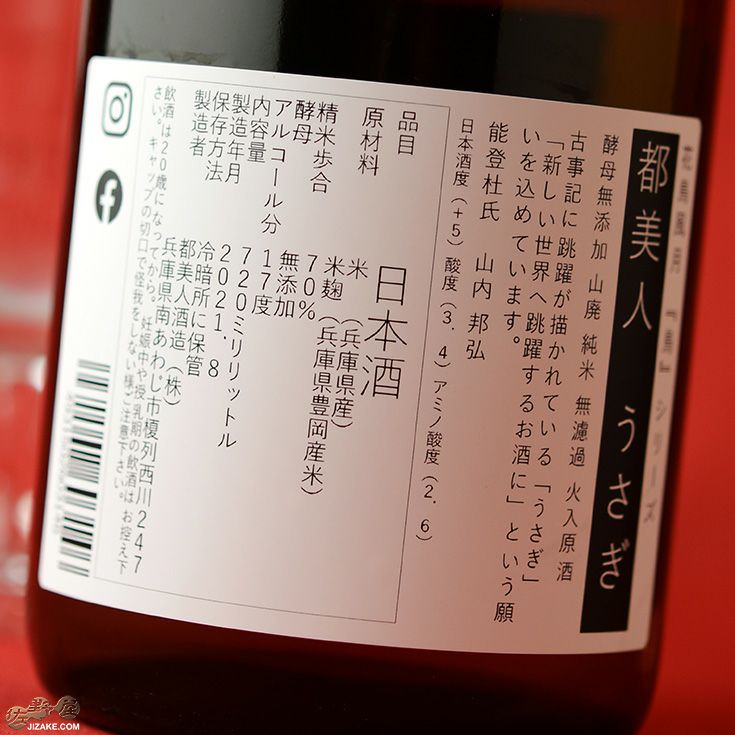 シリーズ
都美人 うさぎ
酵母無添加 山廃 純米 無濾過 火入原酒
古事記に跳躍が描かれている「うさぎ」
「新しい世界へ跳躍するお酒に」という願
いを込めています。
能登杜氏 山内 邦弘
日本酒度（+5）酸度（3.4）アミノ酸度（2.6）
品目 日本酒
原材料 米（兵庫県産）
米麹（兵庫県豊岡産米）
精米歩合 70%
酵母 無添加
アルコール分 17度
内容量 720ミリリットル
製造年月 2021.8
保存方法 冷暗所に保管
製造者 都美人酒造（株）
兵庫県南あわじ市榎列西川247
飲酒は20歳になってから。妊娠中や授乳期の飲酒はお控え下
さい。キャップの切口で怪我をしない様ご注意下さい。
佐野屋
JIZAKE.COM